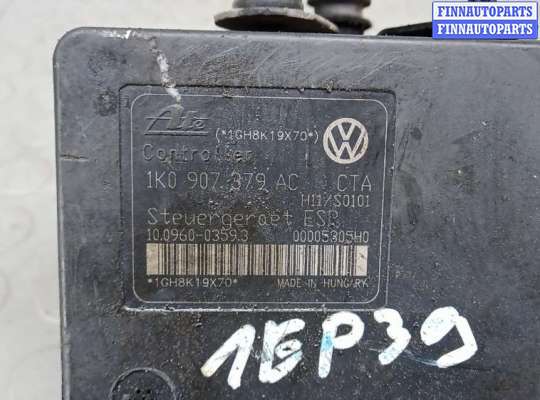 FINNAUTOPARTS
FINNAUTOPARTS
Ate (*1GH8K19X70*)
Controller
1K0 907 379 AC CTA
H11/S0101
Steuergeraet ESP
10.0960-0359.3 00005305H0
*1GH8K19X70* MADE IN HUNGARY
1EP39